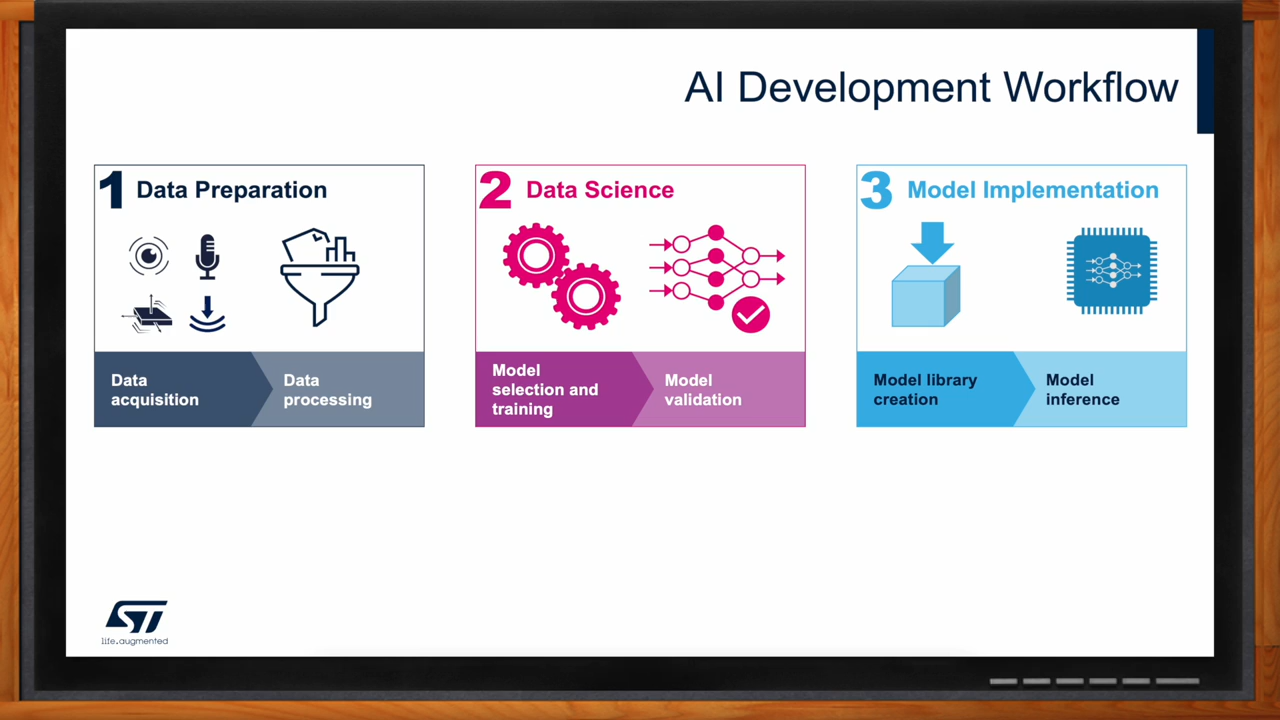 AI Development Workflow
1 Data Preparation
Data
acquisition
Data
processing
2 Data Science
Model
selection and
training
Model
validation
3 Model Implementation
Model library
creation
Model
inference
ST
life.augmented